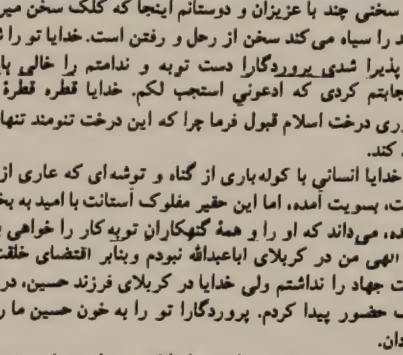 سخنی چند با عزیزان و دوستانم اینجا که کلک سخن میر
را سیاه می کند سخن از رحل و رفتن است. خدایا تو را
پذیرا شدی پروردگارا دست توبه و ندامتم را خالی
جابتم کردی که ادعونی استجب لکم. خدایا قطره قطرهٔ
وری درخت اسلام قبول فرما چرا که این درخت تنومند تنها
کند.
خدایا انسانی با کوله باری از گناه و توشه ای که عاری از
ت، بسویت آمده، اما این حقیر مفلوک آستانت با امید به بخ
ده، می داند که او را و همهٔ گنهکاران توبه کار را خواهی
الهی من در کربلای اباعبدالله نبودم وبنابر اقتضای خلقت
ت جهاد را نداشتم ولی خدایا در کربلای فرزند حسین، در
حضور پیدا کردم. پروردگارا تو را به خون حسین ما ر
دان.